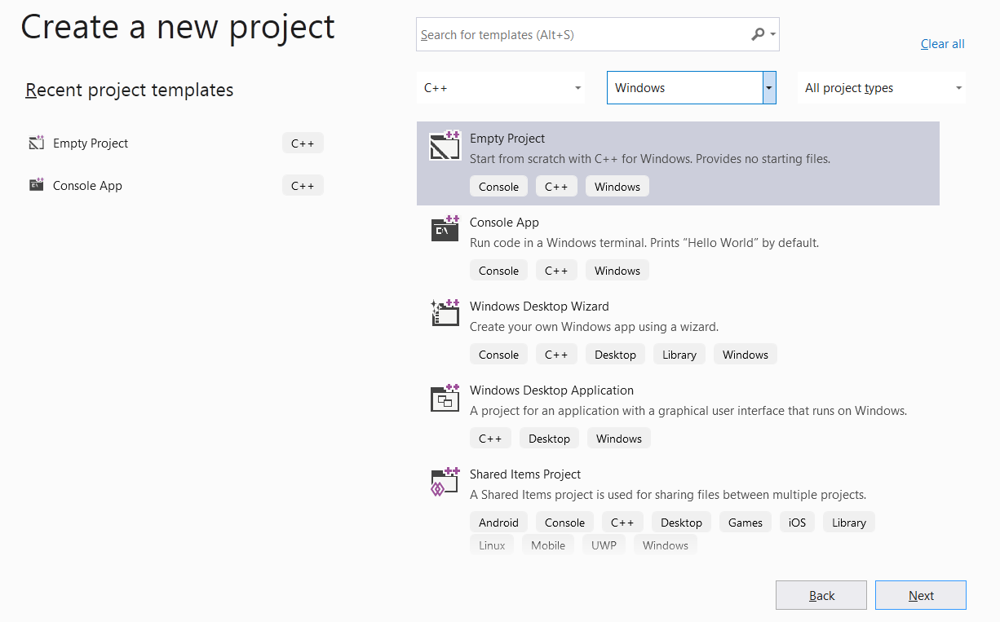 Create a new project
Search for templates (Alt+S)
Clear all
Recent project templates
C++
Windows
All project types
Empty Project C++
Console App C++
Empty Project
Start from scratch with C++ for Windows. Provides no starting files.
Console C++ Windows
Console App
Run code in a Windows terminal. Prints “Hello World” by default.
Console C++ Windows
Windows Desktop Wizard
Create your own Windows app using a wizard.
Console C++ Desktop Library Windows
Windows Desktop Application
A project for an application with a graphical user interface that runs on Windows.
C++ Desktop Windows
Shared Items Project
A Shared Items project is used for sharing files between multiple projects.
Android Console C++ Desktop Games iOS Library
Linux Mobile UWP Windows
Back Next